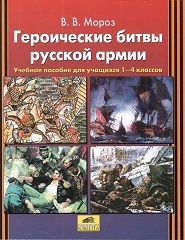 В. В. Мороз
Героические битвы
русской армии
Учебное пособие для учащихся 1–4 классов